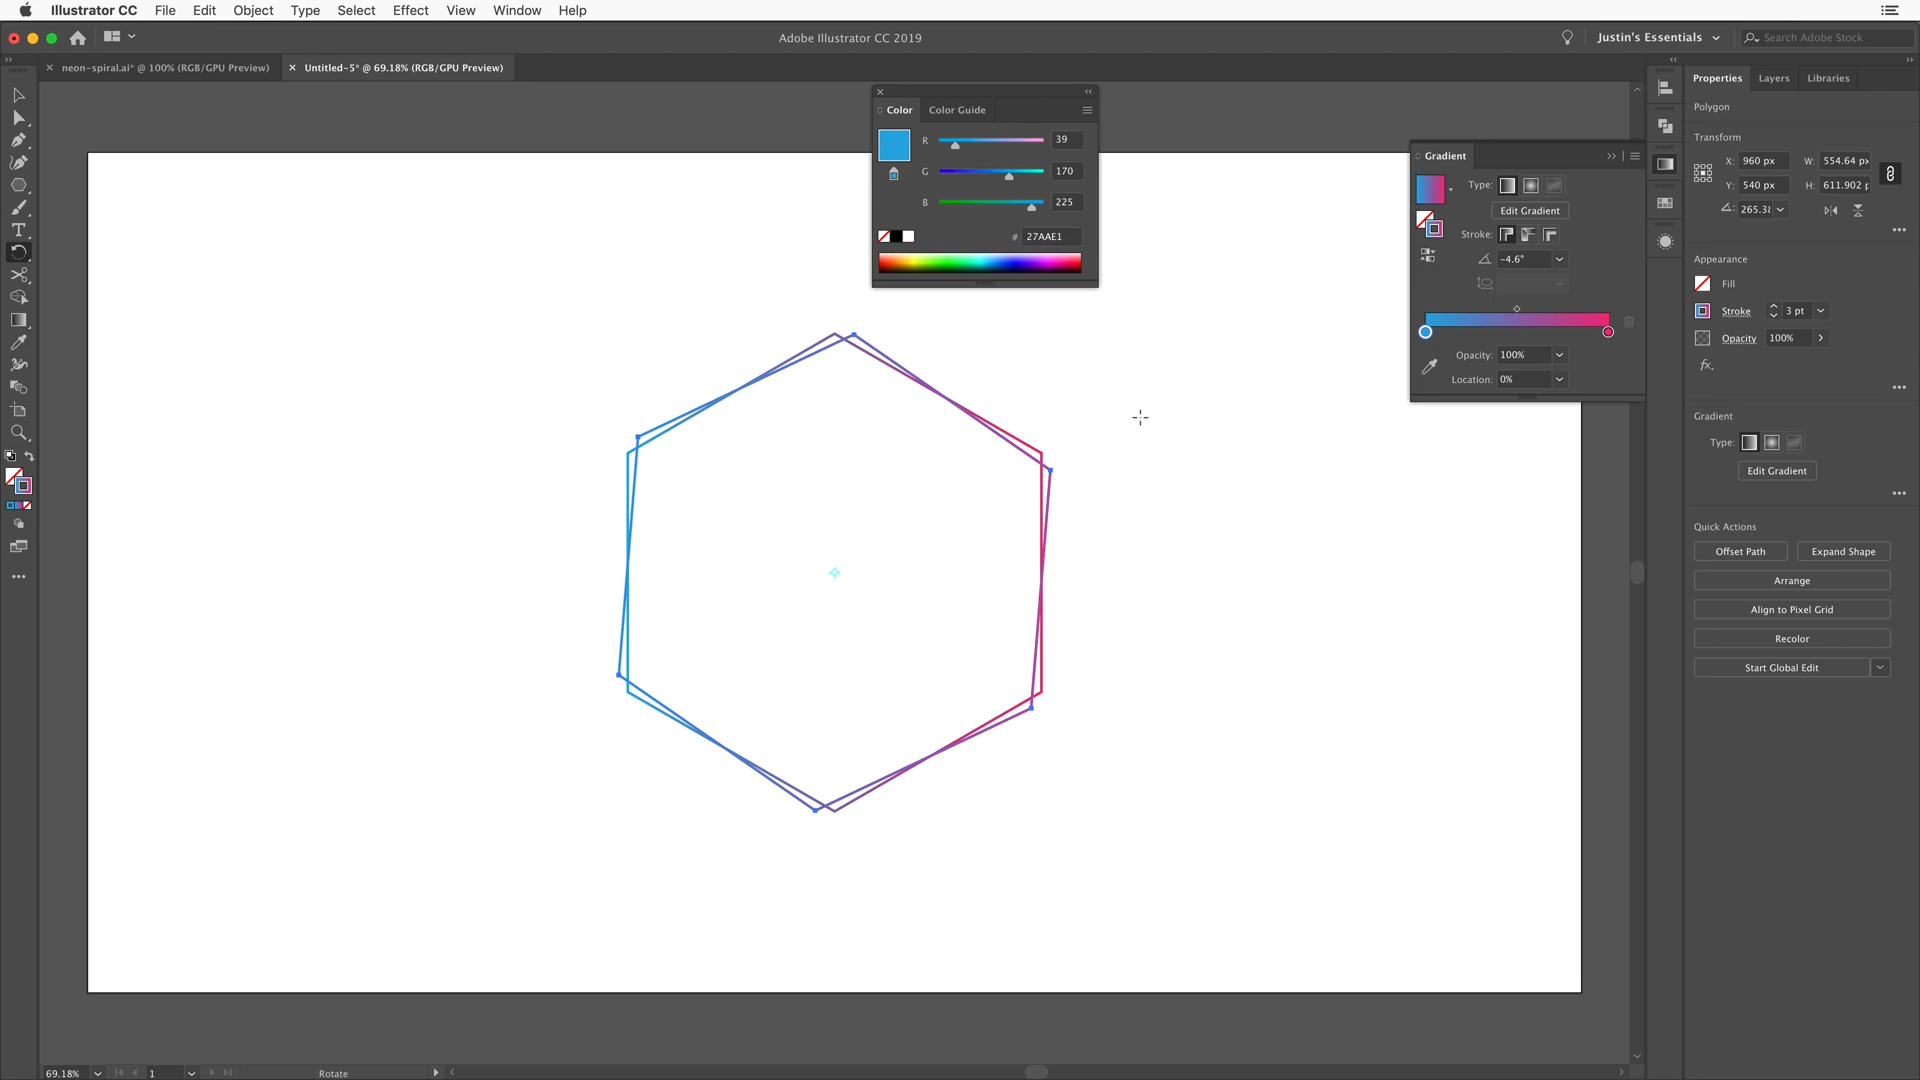 Illustrator CC File Edit Object Type Select Effect View Window Help
Adobe Illustrator CC 2019
Justin's Essentials
Search Adobe Stock
neon-spiral.ai* @ 100% (RGB/GPU Preview)
Untitled-5* @ 69.18% (RGB/GPU Preview)
Color Color Guide
R 39
G 170
B 225
# 27AAE1
Gradient
Type:
Edit Gradient
Stroke:
-4.6°
Opacity: 100%
Location: 0%
Properties Layers Libraries
Polygon
Transform
X: 960 px W: 554.64 px
Y: 540 px H: 611.902 p
265.3
Appearance
Fill
Stroke 3 pt
Opacity 100%
fx.
Gradient
Type:
Edit Gradient
Quick Actions
Offset Path Expand Shape
Arrange
Align to Pixel Grid
Recolor
Start Global Edit
69.18% 1 Rotate